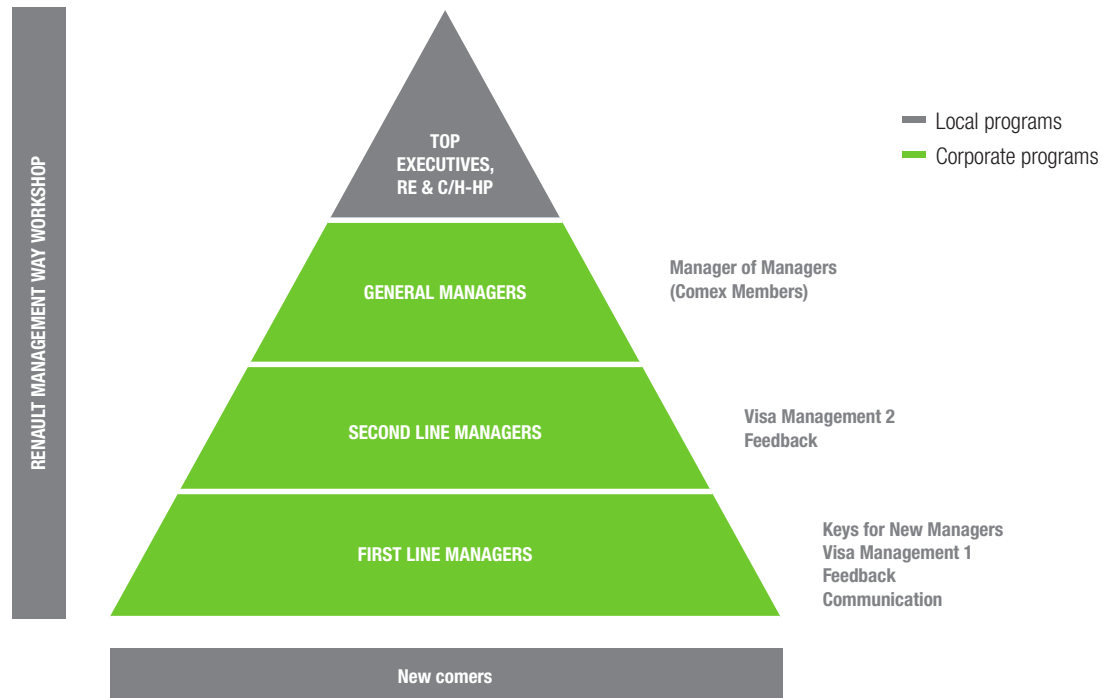 RENAULT MANAGEMENT WAY WORKSHOP
TOP
EXECUTIVES,
RE & C/H-HP
Local programs
Corporate programs
GENERAL MANAGERS
Manager of Managers
(Comex Members)
SECOND LINE MANAGERS
Visa Management 2
Feedback
FIRST LINE MANAGERS
Keys for New Managers
Visa Management 1
Feedback
Communication
New comers